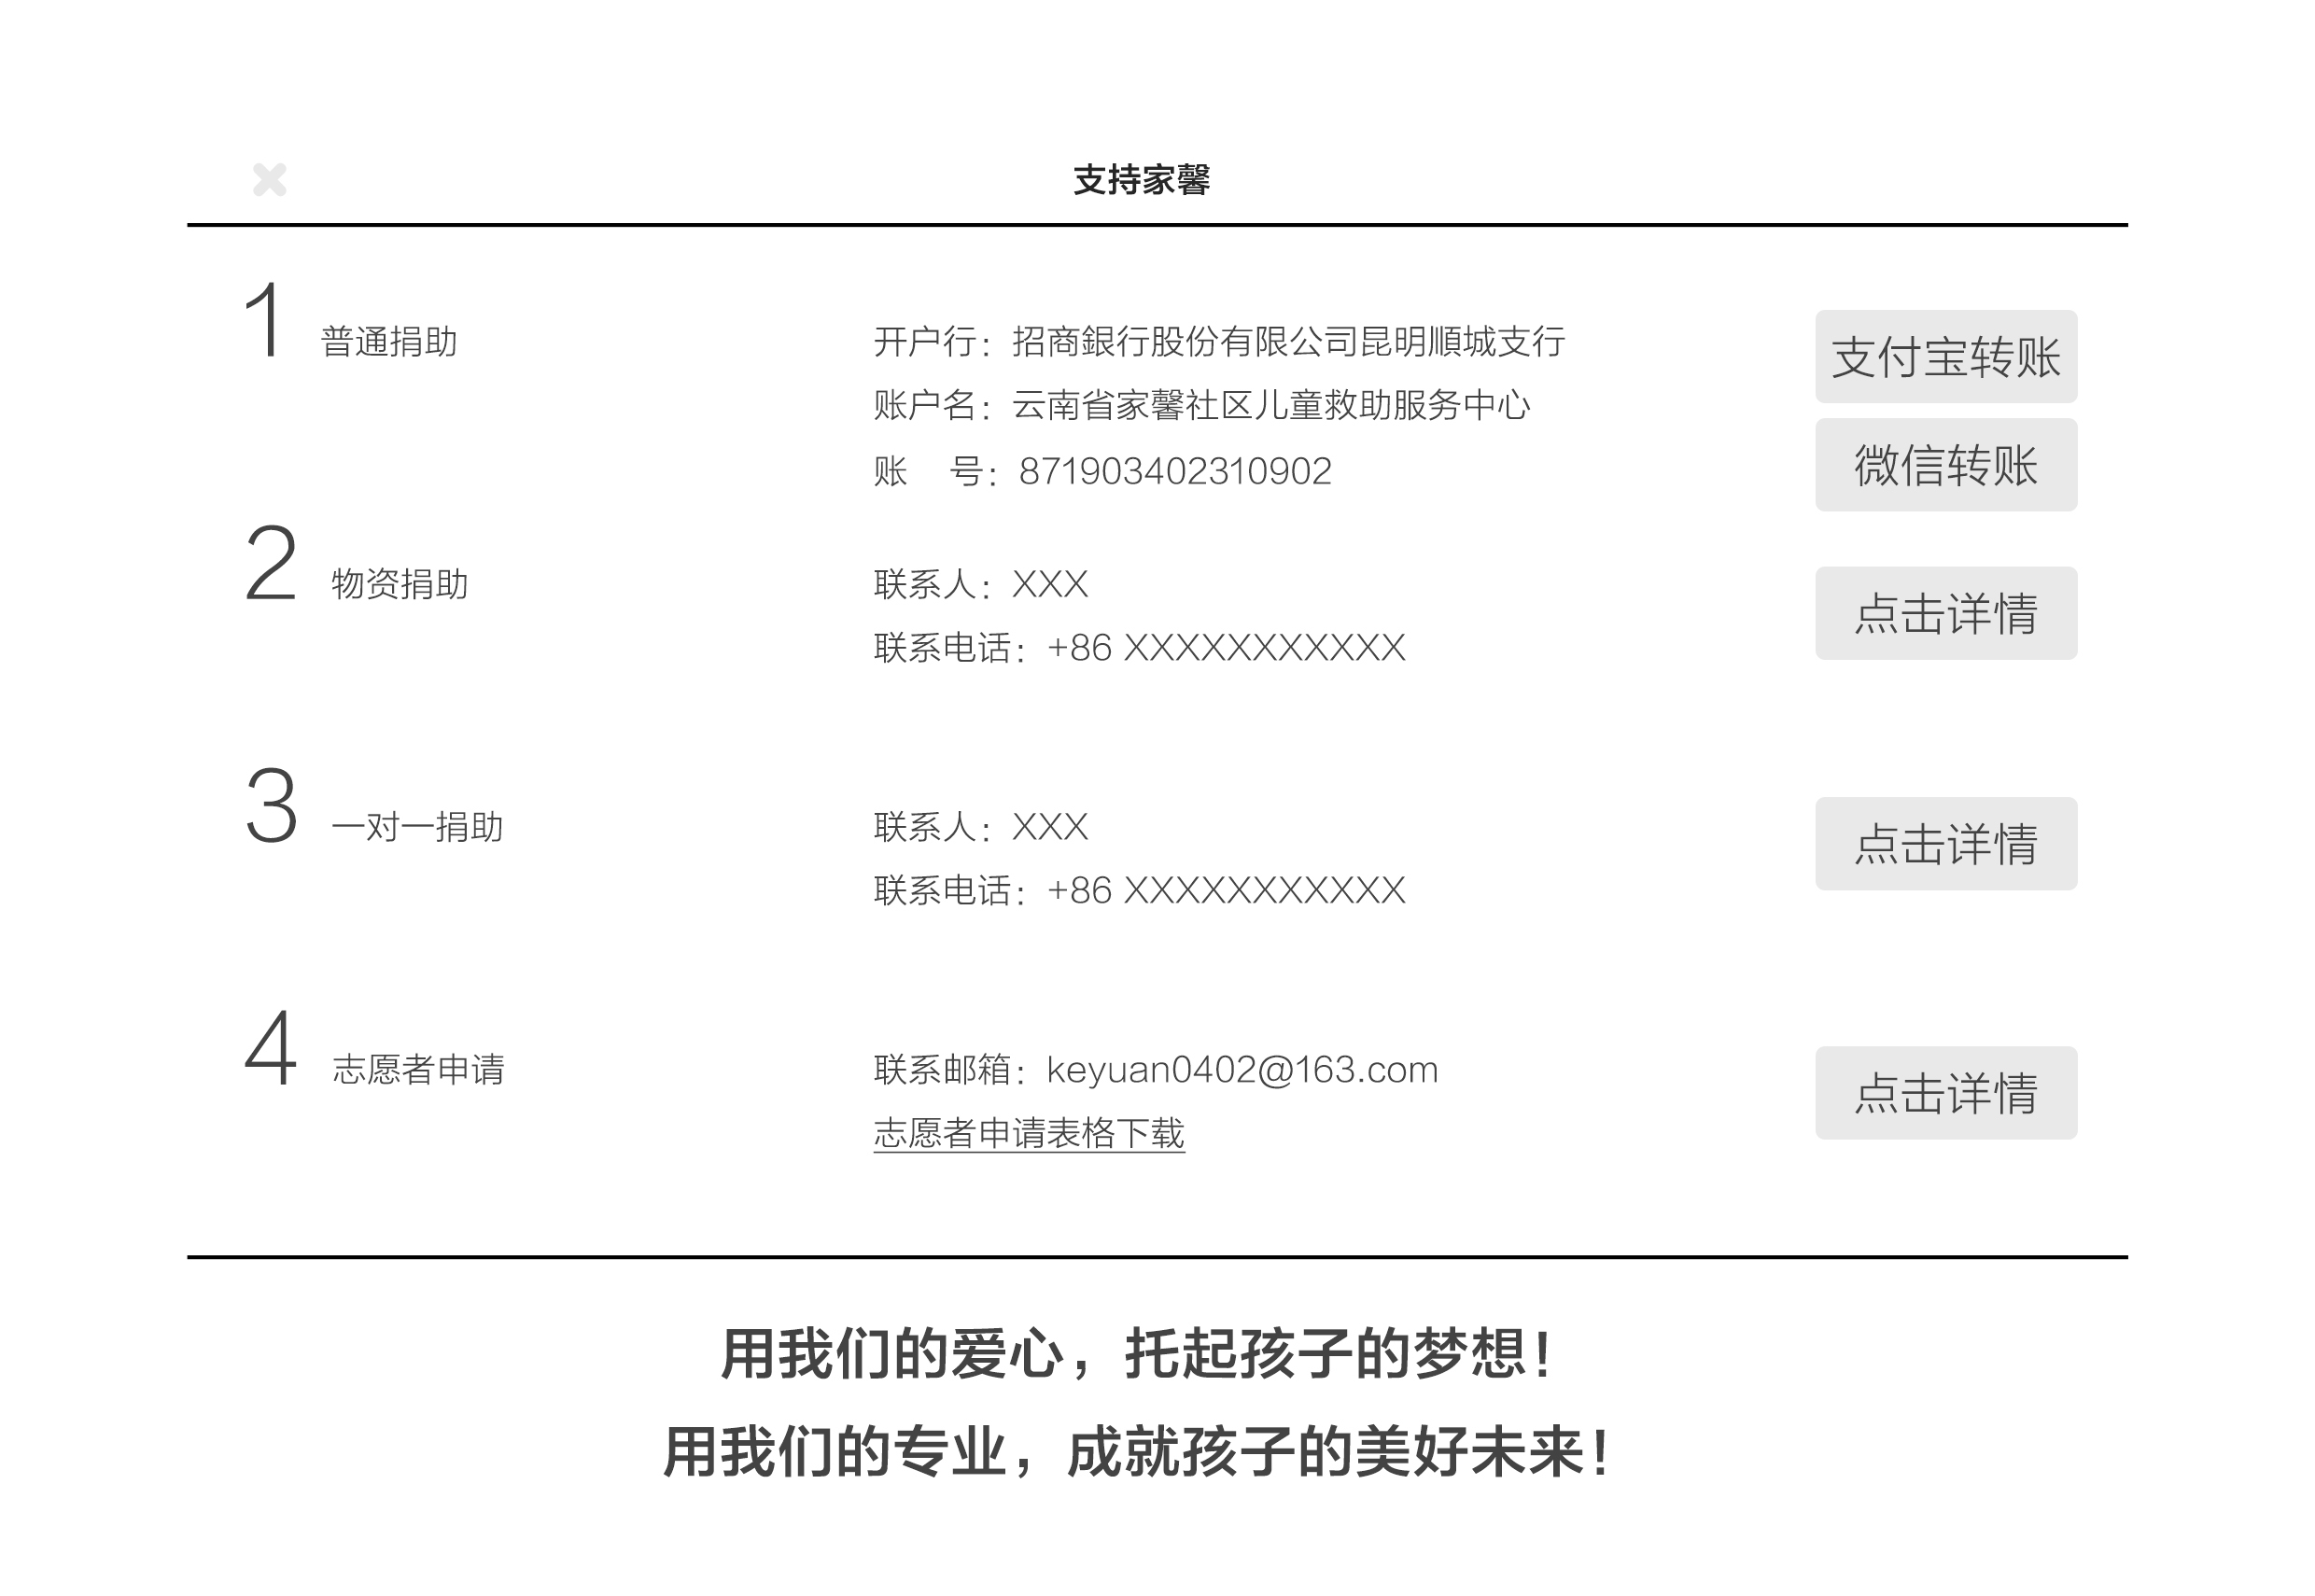 支持家馨
1 普通捐助
开户行：招商銀行股份有限公司昆明順城支行
账户名：云南省家馨社区儿童救助服务中心
账 号：871903402310902
支付宝转账
微信转账
2 物资捐助
联系人：XXX
联系电话：+86 XXXXXXXXXXX
点击详情
3 一对一捐助
联系人：XXX
联系电话：+86 XXXXXXXXXXX
点击详情
4 志愿者申请
联系邮箱：keyuan0402@163.com
志愿者申请表格下载
点击详情
用我们的爱心，托起孩子的梦想！
用我们的专业，成就孩子的美好未来！